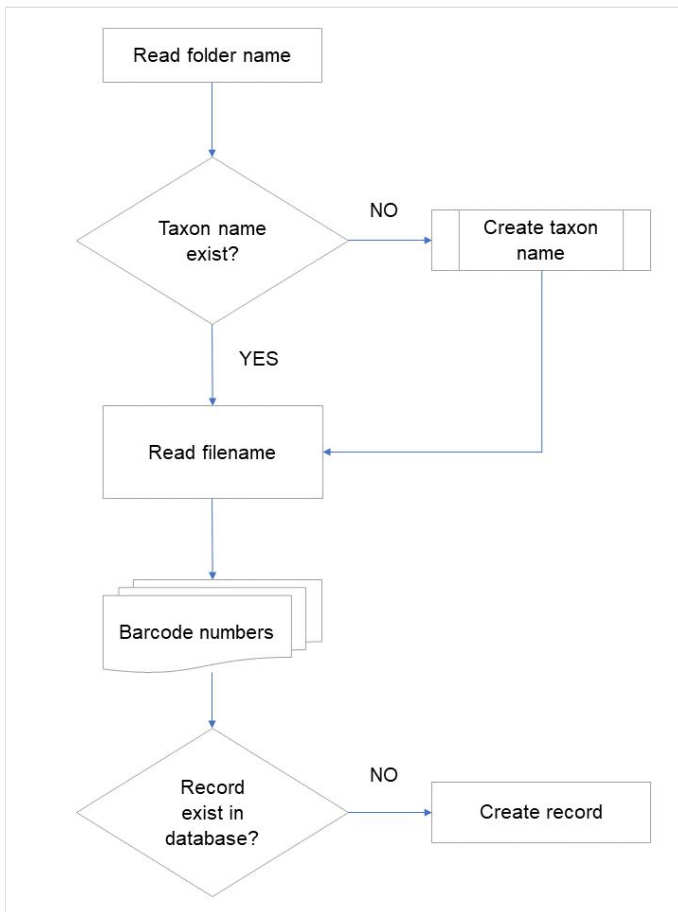 Read folder name
Taxon name
exist?
NO
Create taxon
name
YES
Read filename
Barcode numbers
Record
exist in
database?
NO
Create record